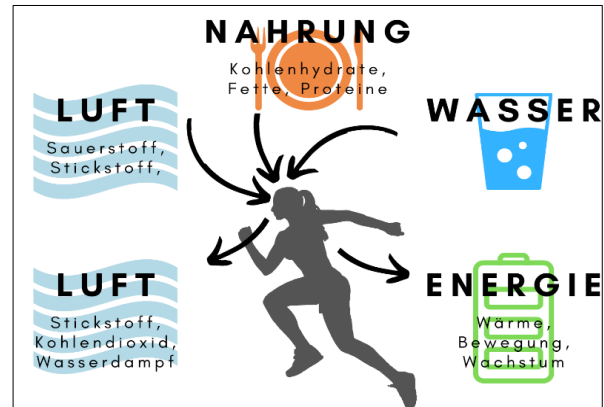 NAHRUNG
Kohlenhydrate,
Fette, Proteine
LUFT
Sauerstoff,
Stickstoff,
WASSER
LUFT
Stickstoff,
Kohlendioxid,
Wasserdampf
ENERGIE
Wärme,
Bewegung,
Wachstum